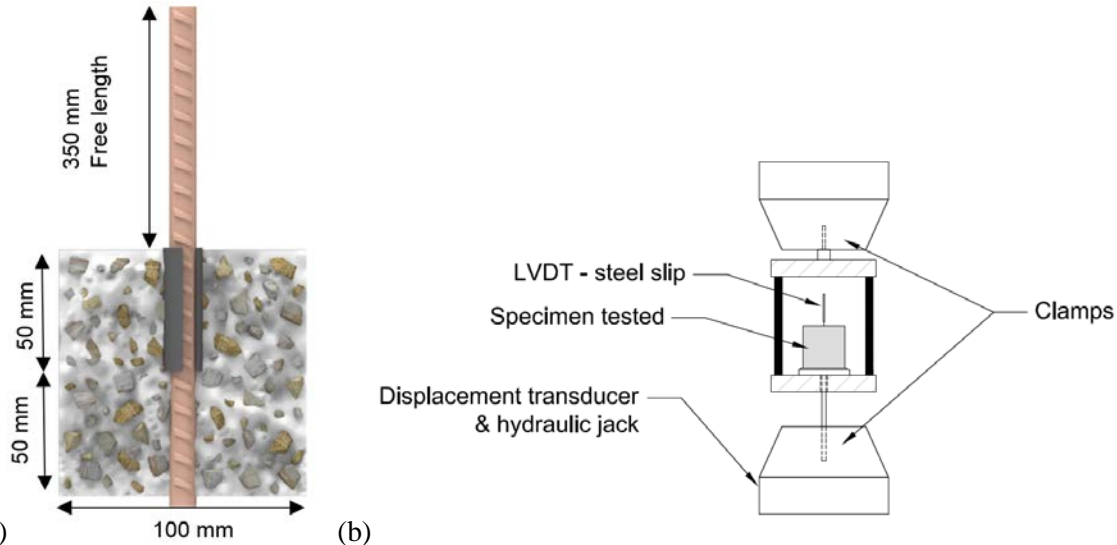 350 mm
Free length
50 mm
50 mm
100 mm
)
(b)
LVDT - steel slip
Specimen tested
Displacement transducer
& hydraulic jack
Clamps